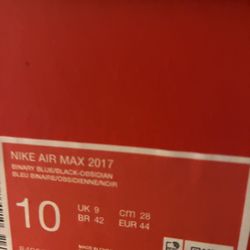 NIKE AIR MAX 2017
BINARY BLUE/BLACK-OBSIDIAN
BLEU BINAIRE/OBSIDIENNE/NOIR
10 UK 9 cm 28
BR 42 EUR 44